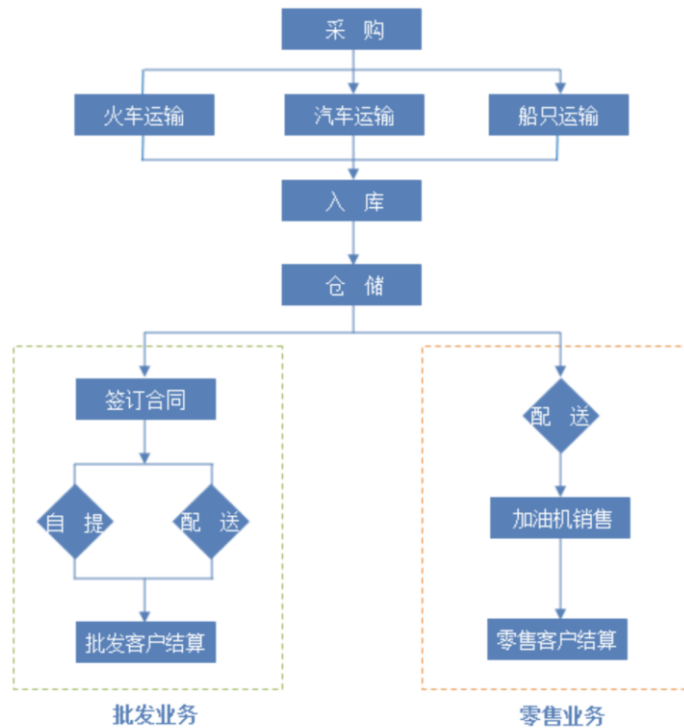 采 购
火车运输 汽车运输 船只运输
入 库
仓 储
签订合同
自 提 配 送
批发客户结算
批发业务
配 送
加油机销售
零售客户结算
零售业务